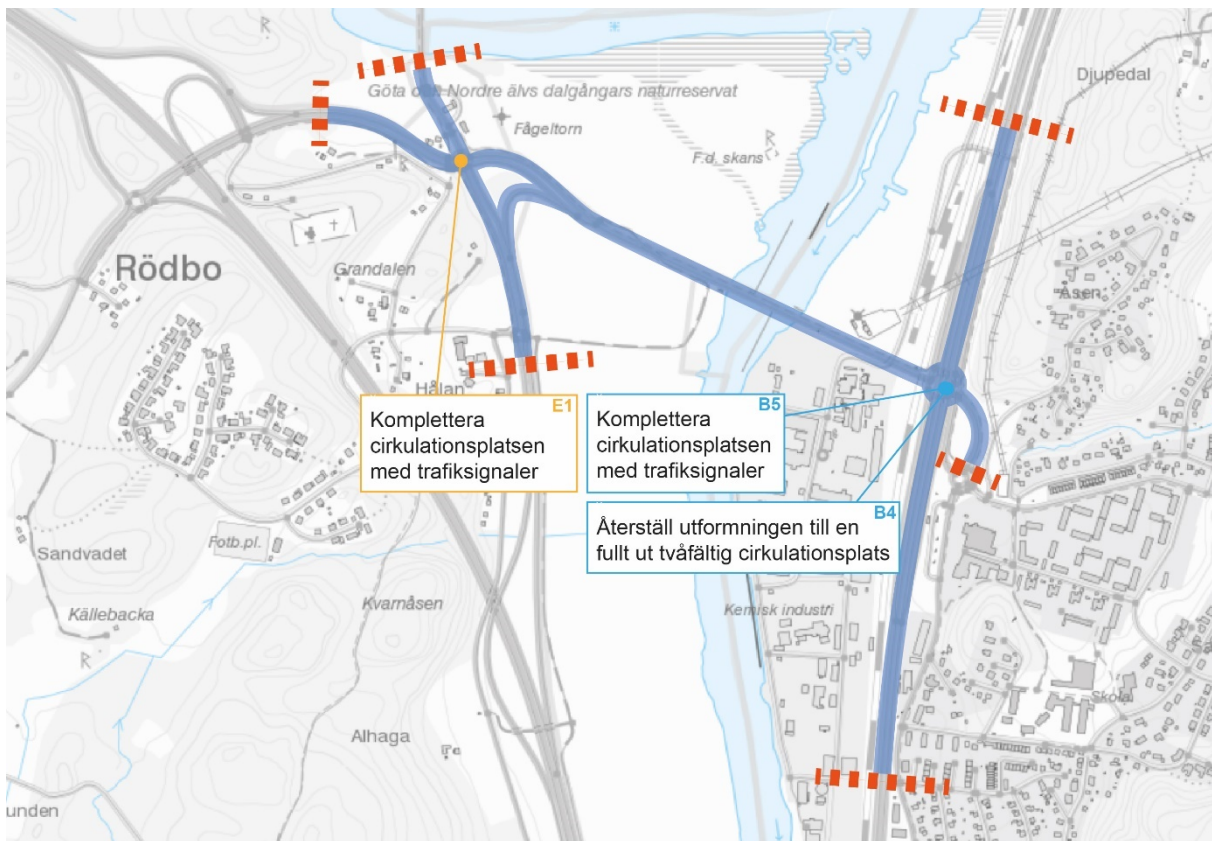 Djupedal
Göta och Nordre älvs dalgångars naturreservat
Fågeltorn
F.d. skans
Rödbo
Grandalen
Åsen
Hålan
E1
Komplettera
cirkulationsplatsen
med trafiksignaler
B5
Komplettera
cirkulationsplatsen
med trafiksignaler
B4
Återställ utformningen till en
fullt ut tvåfältig cirkulationsplats
Sandvadet
Fotb.pl.
Källebacka
Kvarnåsen
Kemisk industri
Skola
Alhaga
unden